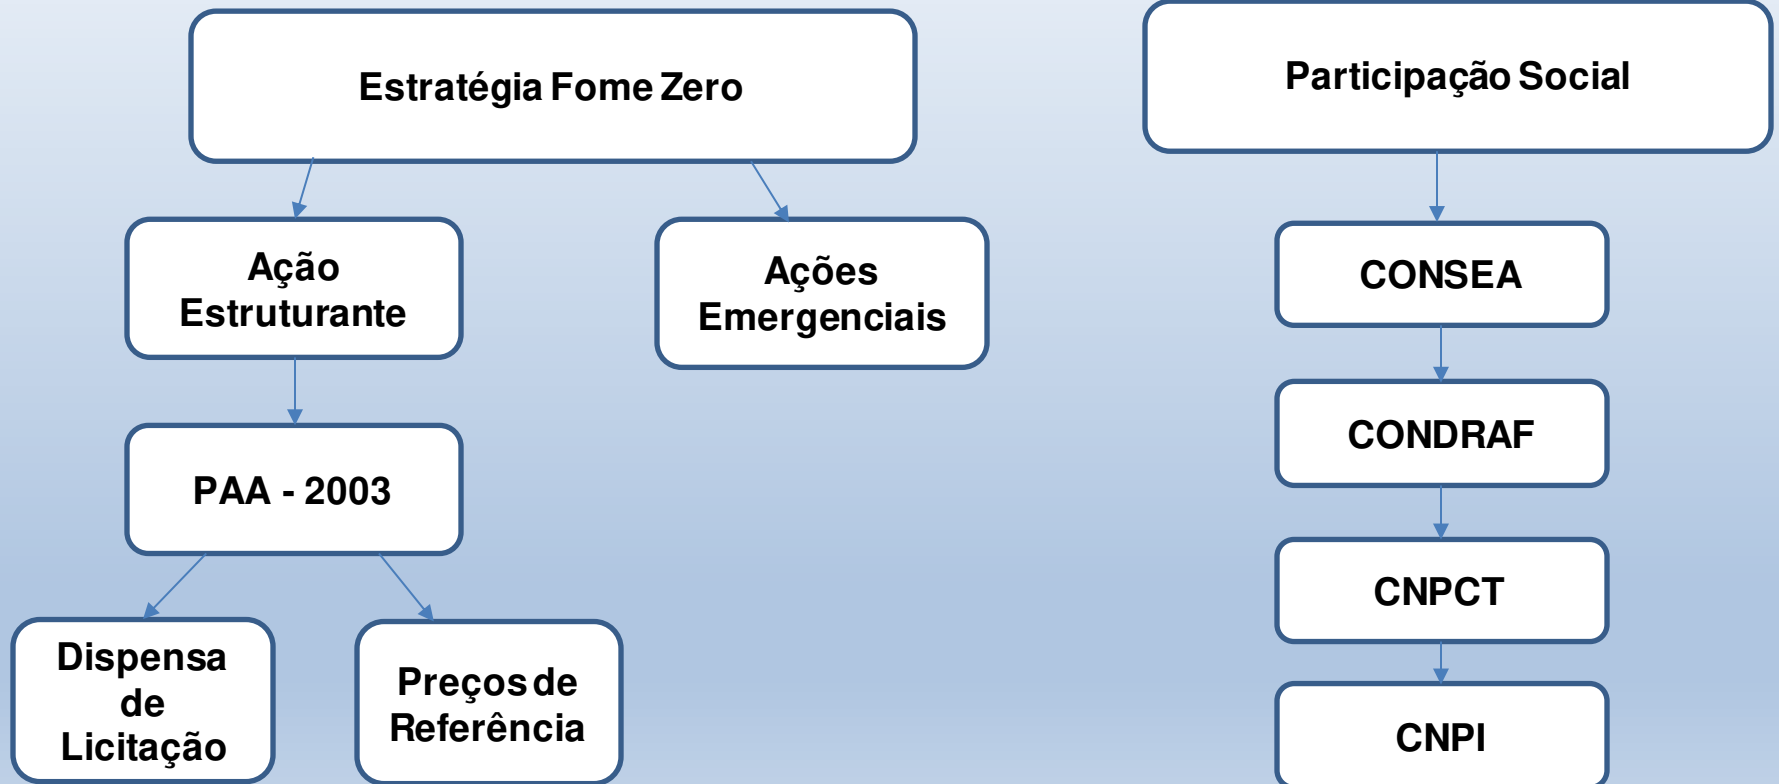 Estratégia Fome Zero
Participação Social
Ação
Estruturante
Ações
Emergenciais
CONSEA
CONDRAF
PAA - 2003
CNPCT
Dispensa
de
Licitação
Preços de
Referência
CNPI